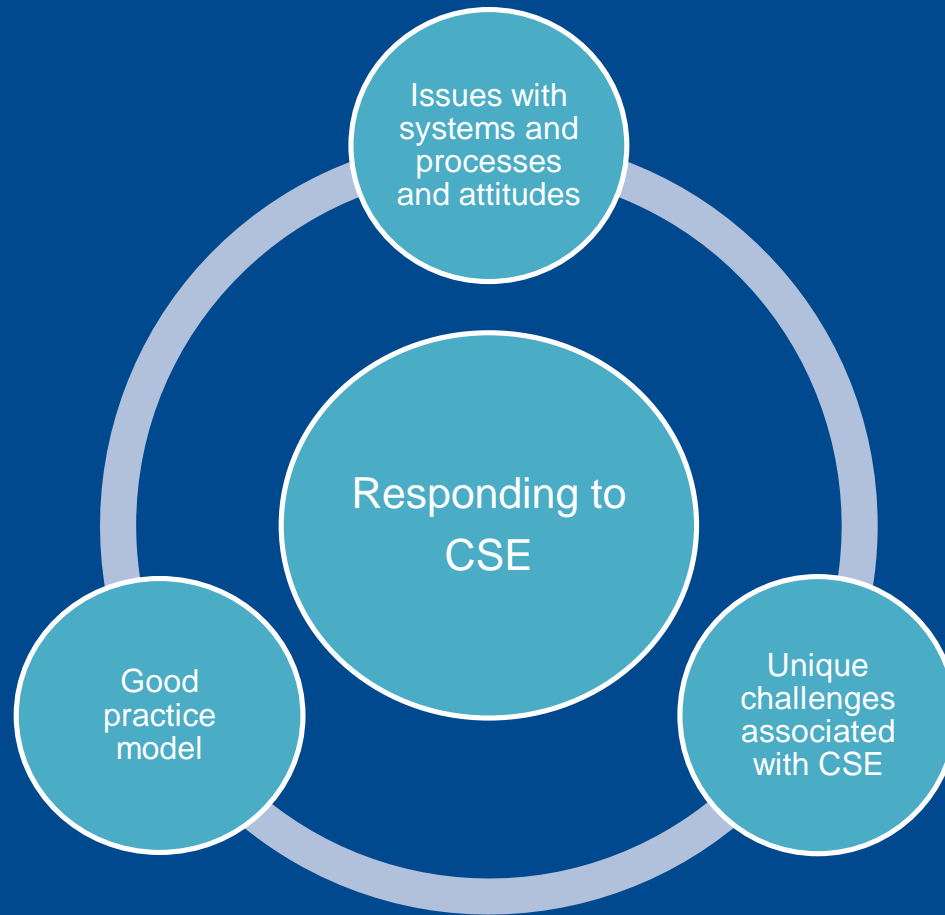 Issues with
systems and
processes
and attitudes
Responding to
CSE
Good
practice
model
Unique
challenges
associated
with CSE